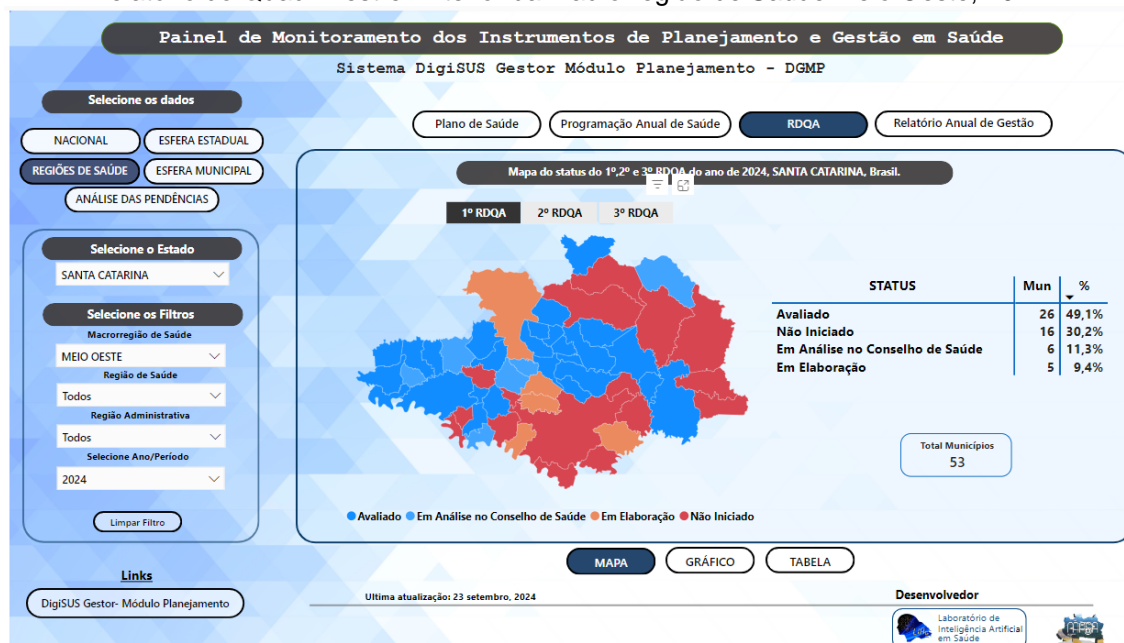 Painel de Monitoramento dos Instrumentos de Planejamento e Gestão em Saúde
Sistema DigiSUS Gestor Módulo Planejamento - DGMP
Selecione os dados
NACIONAL
ESFERA ESTADUAL
REGIÕES DE SAÚDE
ESFERA MUNICIPAL
ANÁLISE DAS PENDÊNCIAS
Selecione o Estado
SANTA CATARINA
Selecione os Filtros
Macrorregião de Saúde
MEIO OESTE
Região de Saúde
Todos
Região Administrativa
Todos
Selecione Ano/Período
2024
Limpar Filtro
Links
DigiSUS Gestor- Módulo Planejamento
Plano de Saúde
Programação Anual de Saúde
RDQA
Relatório Anual de Gestão
Mapa do status do 1º,2º e 3º RDQA do ano de 2024, SANTA CATARINA, Brasil.
1º RDQA 2º RDQA 3º RDQA
STATUS Mun %
Avaliado 26 49,1%
Não Iniciado 16 30,2%
Em Análise no Conselho de Saúde 6 11,3%
Em Elaboração 5 9,4%
Total Municípios
53
Avaliado Em Análise no Conselho de Saúde Em Elaboração Não Iniciado
MAPA
GRÁFICO
TABELA
Ultima atualização: 23 setembro, 2024
Desenvolvedor
Laboratório de
Inteligência Artificial
em Saúde